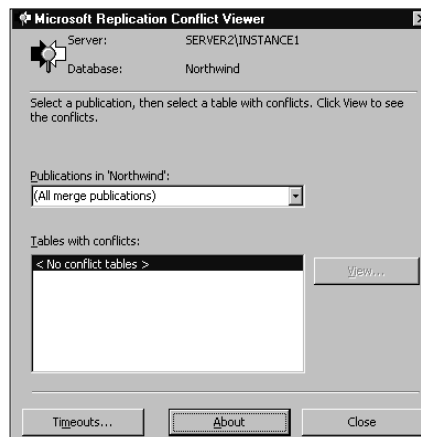 Microsoft Replication Conflict Viewer
Server: SERVER2\INSTANCE1
Database: Northwind
Select a publication, then select a table with conflicts. Click View to see
the conflicts.
Publications in 'Northwind':
(All merge publications)
Tables with conflicts:
< No conflict tables >
View...
Timeouts... About Close